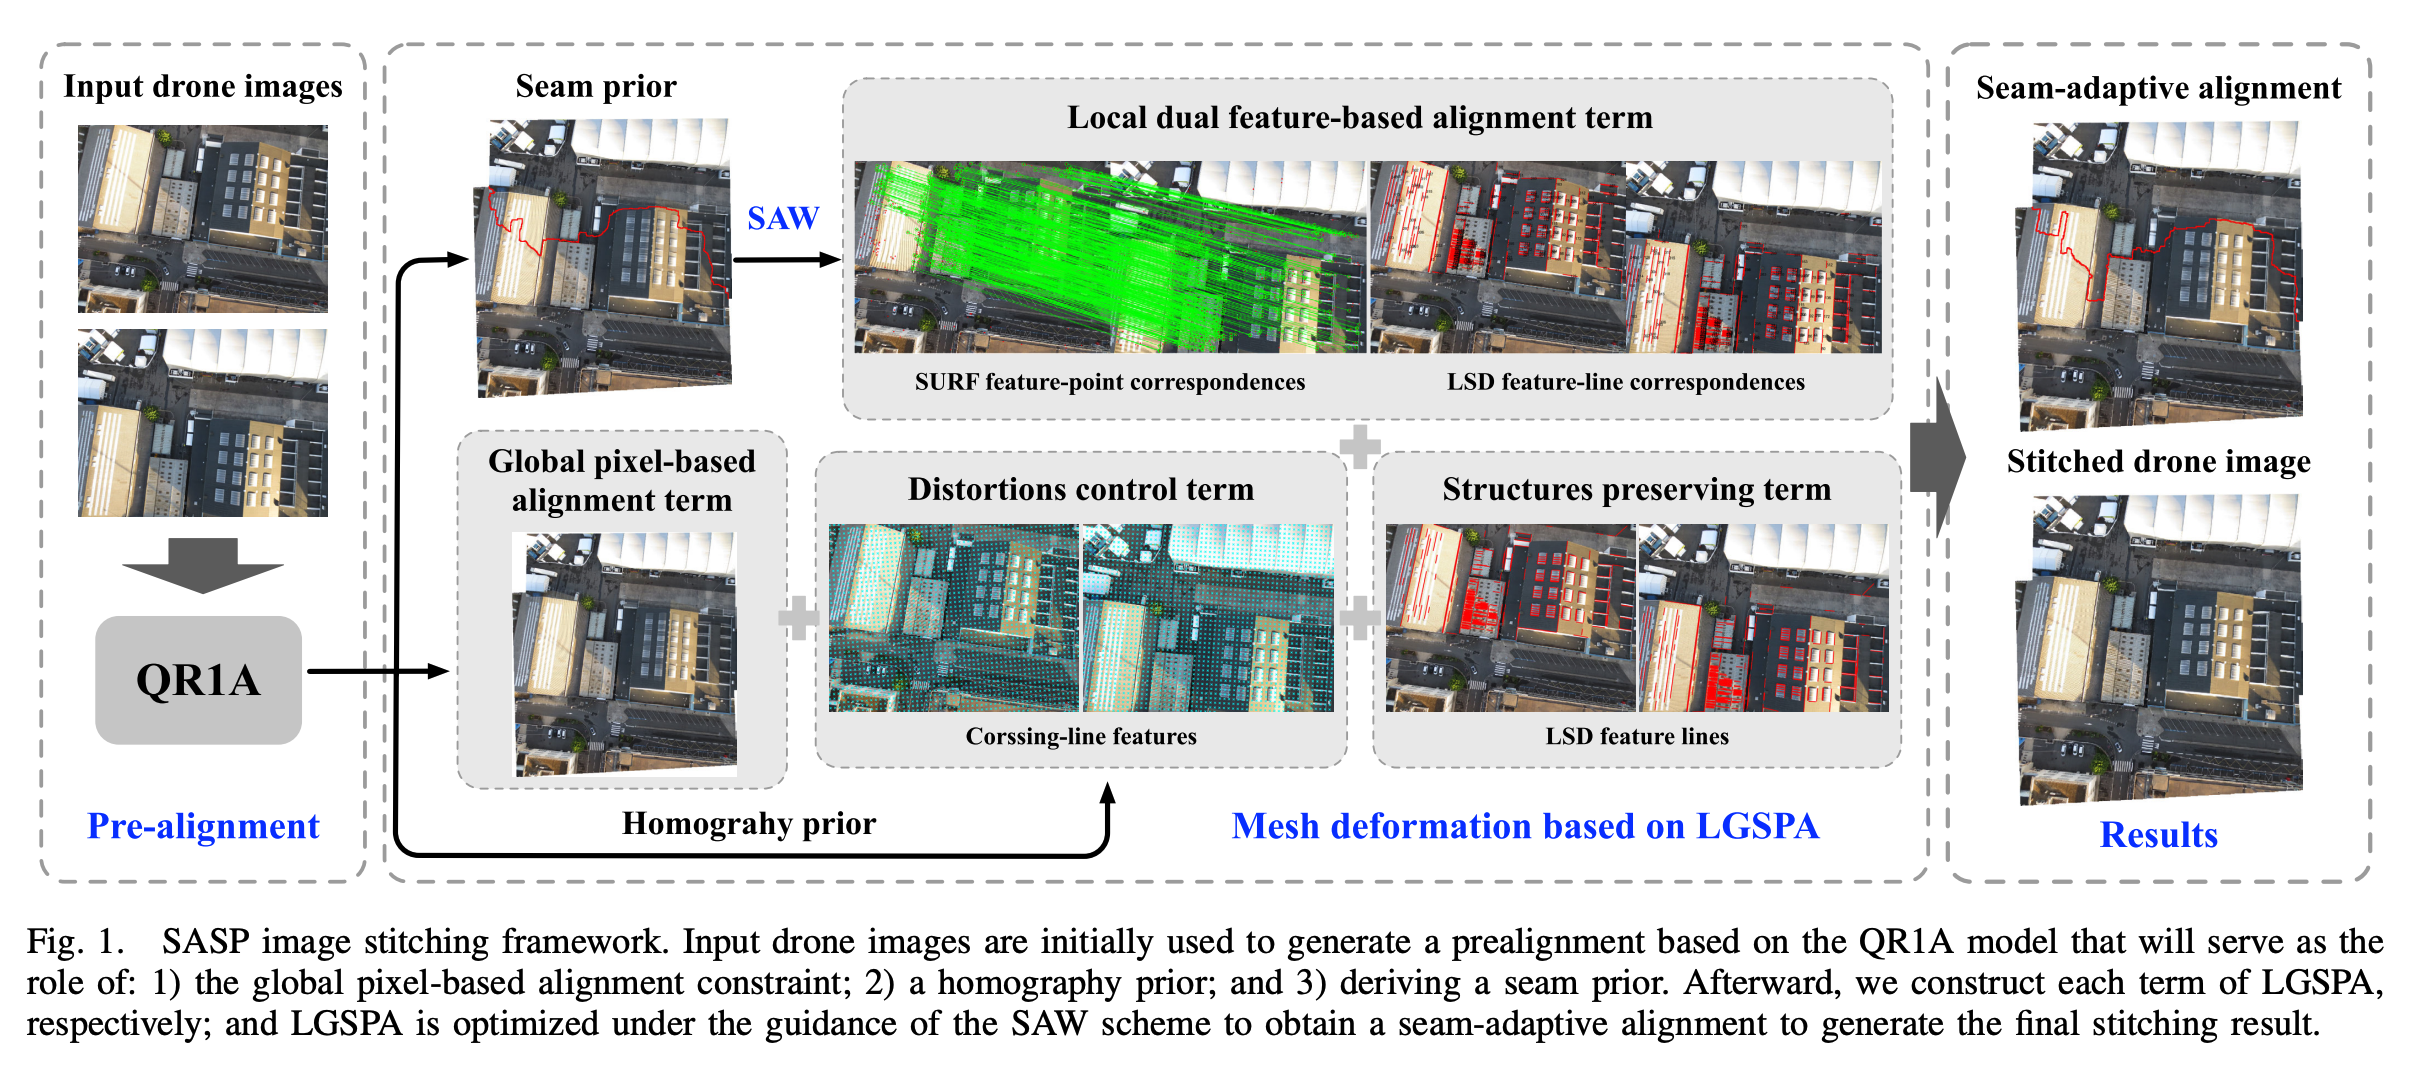 Input drone images
QR1A
Pre-alignment
Seam prior
SAW
Local dual feature-based alignment term
SURF feature-point correspondences
LSD feature-line correspondences
Global pixel-based
alignment term
Distortions control term
Corssing-line features
Structures preserving term
LSD feature lines
Homograhy prior
Mesh deformation based on LGSPA
Seam-adaptive alignment
Stitched drone image
Results
Fig. 1. SASP image stitching framework. Input drone images are initially used to generate a prealignment based on the QR1A model that will serve as the
role of: 1) the global pixel-based alignment constraint; 2) a homography prior; and 3) deriving a seam prior. Afterward, we construct each term of LGSPA,
respectively; and LGSPA is optimized under the guidance of the SAW scheme to obtain a seam-adaptive alignment to generate the final stitching result.